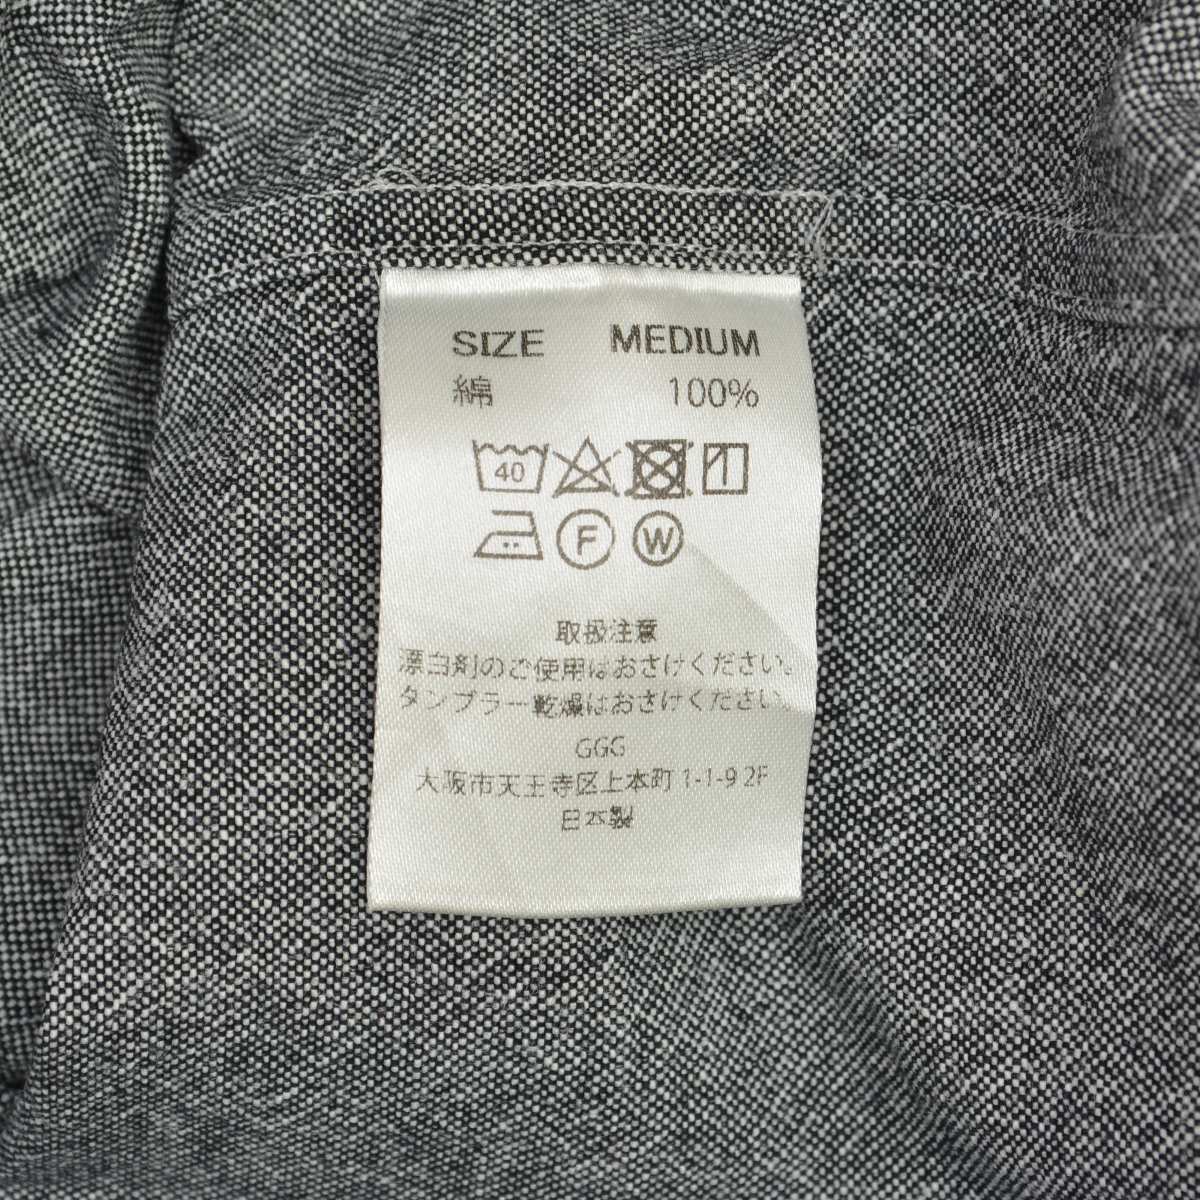 SIZE MEDIUM
綿 100%
40
F W
取扱注意
漂白剤のご使用はおさけください。
タンブラー乾燥はおさけください。
GGG
大阪市天王寺区上本町 1-1-9 2F
日本製